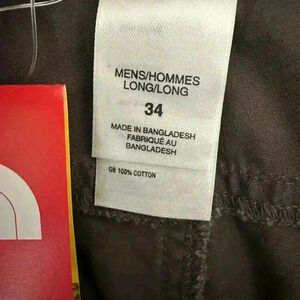 MENS/HOMMES
LONG/LONG
34
MADE IN BANGLADESH
FABRIQUÉ AU
BANGLADESH
GB 100% COTTON